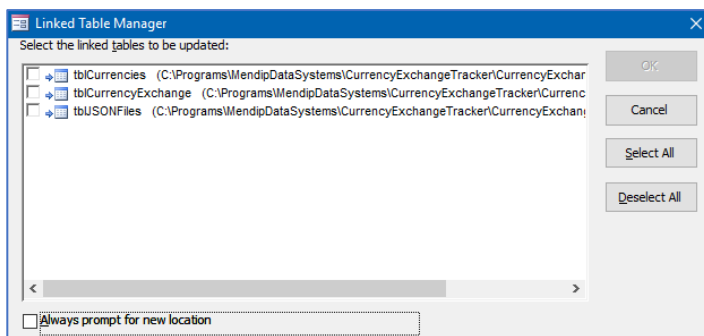 Linked Table Manager
Select the linked tables to be updated:
tblCurrencies (C:\Programs\MendipDataSystems\CurrencyExchangeTracker\CurrencyExchan
tblCurrencyExchange (C:\Programs\MendipDataSystems\CurrencyExchangeTracker\Currenc
tblJSONFiles (C:\Programs\MendipDataSystems\CurrencyExchangeTracker\CurrencyExchang
OK
Cancel
Select All
Deselect All
Always prompt for new location